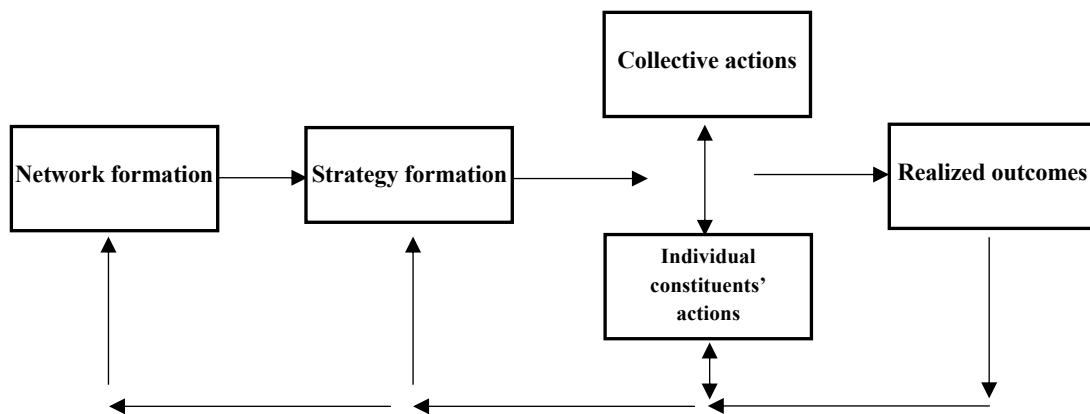 Collective actions
Network formation
Strategy formation
Realized outcomes
Individual
constituents’
actions